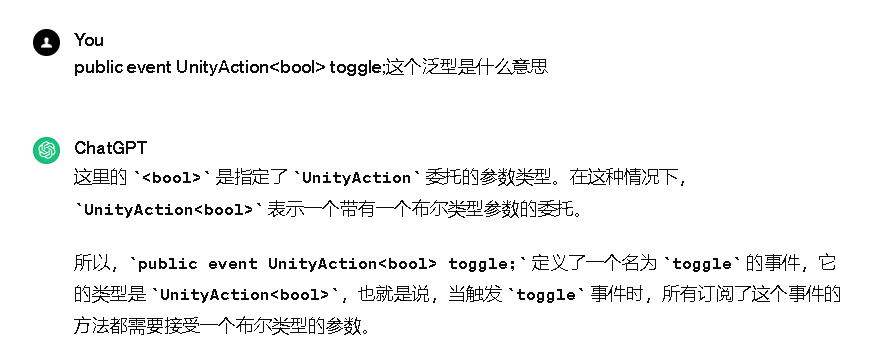 You
public event UnityAction<bool> toggle;这个泛型是什么意思
ChatGPT
这里的 `<bool>` 是指定了 `UnityAction` 委托的参数类型。在这种情况下，
`UnityAction<bool>` 表示一个带有一个布尔类型参数的委托。
所以，`public event UnityAction<bool> toggle;` 定义了一个名为 `toggle` 的事件，它
的类型是 `UnityAction<bool>`，也就是说，当触发 `toggle` 事件时，所有订阅了这个事件的
方法都需要接受一个布尔类型的参数。